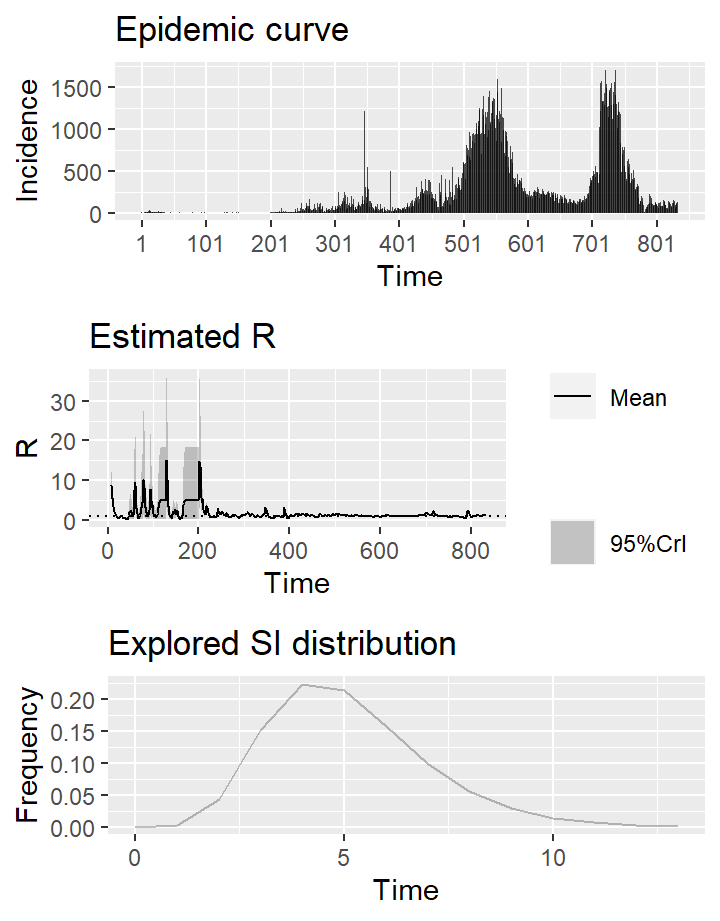 Epidemic curve
Incidence
1500
1000
500
0
1 101 201 301 401 501 601 701 801
Time
Estimated R
R
30
20
10
0
0 200 400 600 800
Time
Mean
95%CrI
Explored SI distribution
Frequency
0.20
0.15
0.10
0.05
0.00
0 5 10
Time